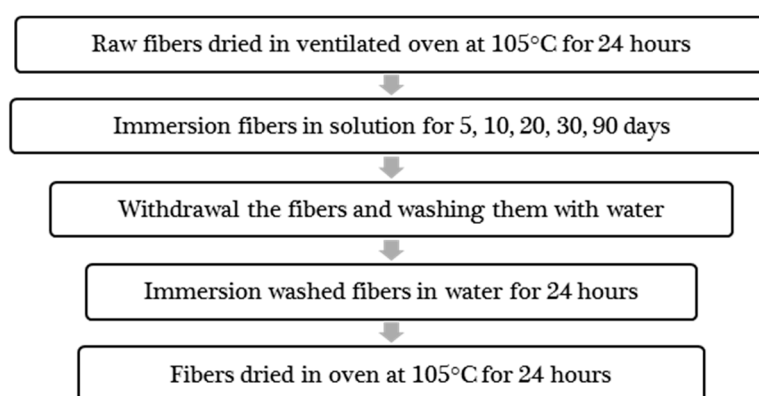 Raw fibers dried in ventilated oven at 105°C for 24 hours
Immersion fibers in solution for 5, 10, 20, 30, 90 days
Withdrawal the fibers and washing them with water
Immersion washed fibers in water for 24 hours
Fibers dried in oven at 105°C for 24 hours